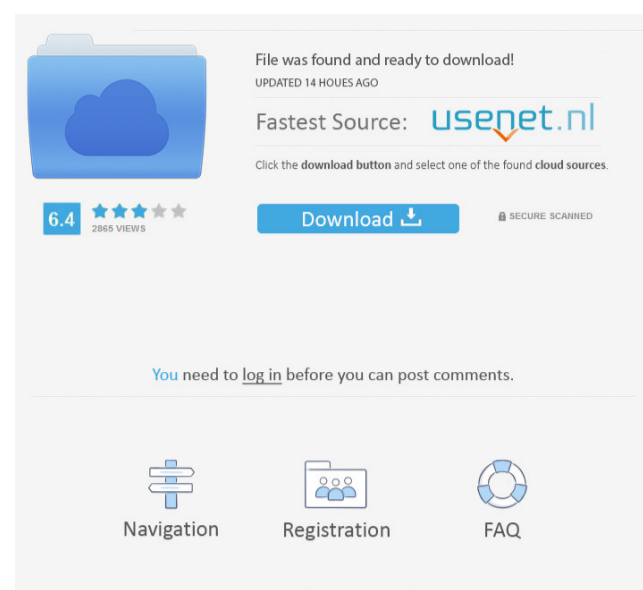 File was found and ready to download!
UPDATED 14 HOUES AGO
Fastest Source: usenet.nl
Click the download button and select one of the found cloud sources.
6.4
2865 VIEWS
Download
SECURE SCANNED
You need to log in before you can post comments.
Navigation
Registration
FAQ